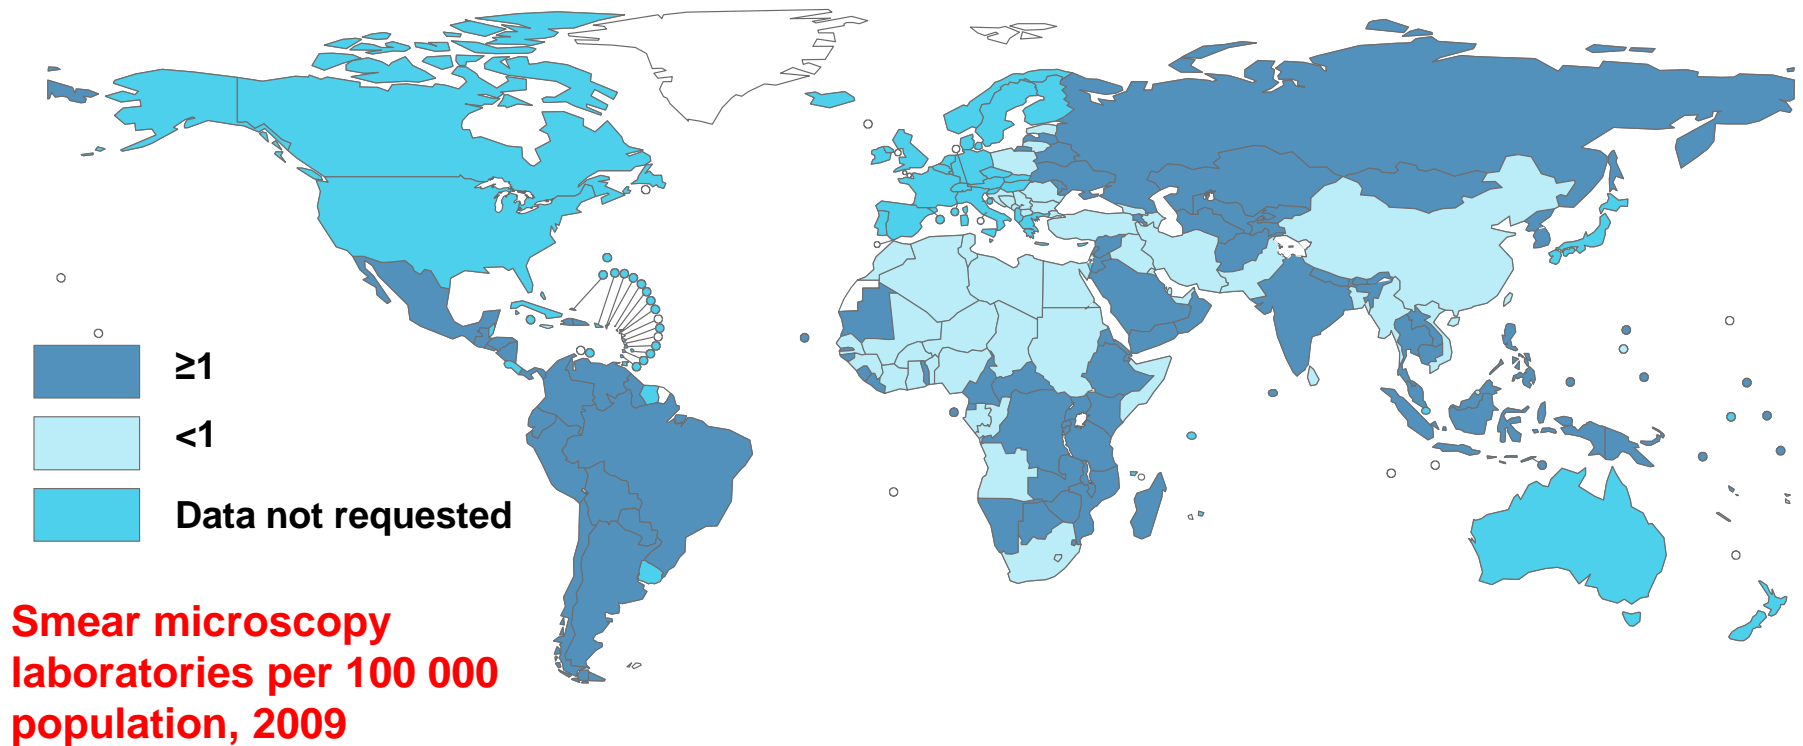 ≥1
<1
Data not requested
Smear microscopy
laboratories per 100 000
population, 2009